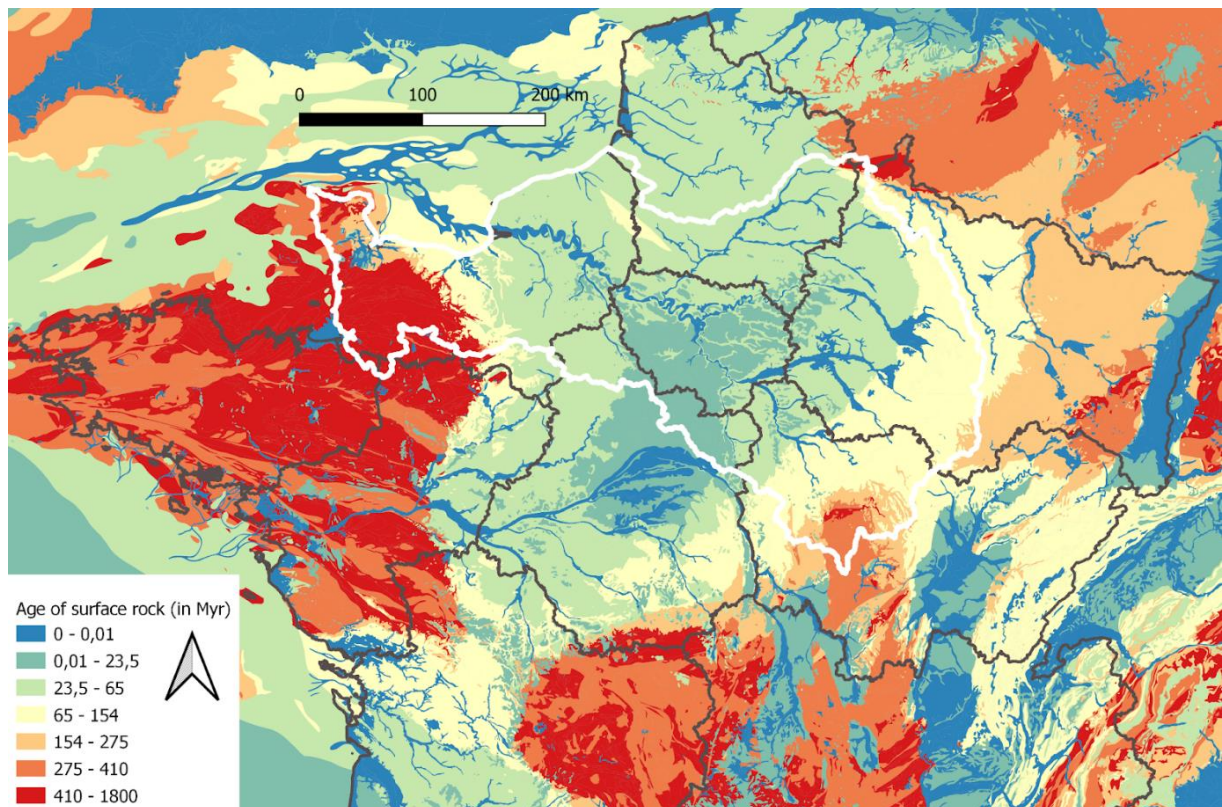 0 100 200 km
Age of surface rock (in Myr)
0 - 0,01
0,01 - 23,5
23,5 - 65
65 - 154
154 - 275
275 - 410
410 - 1800